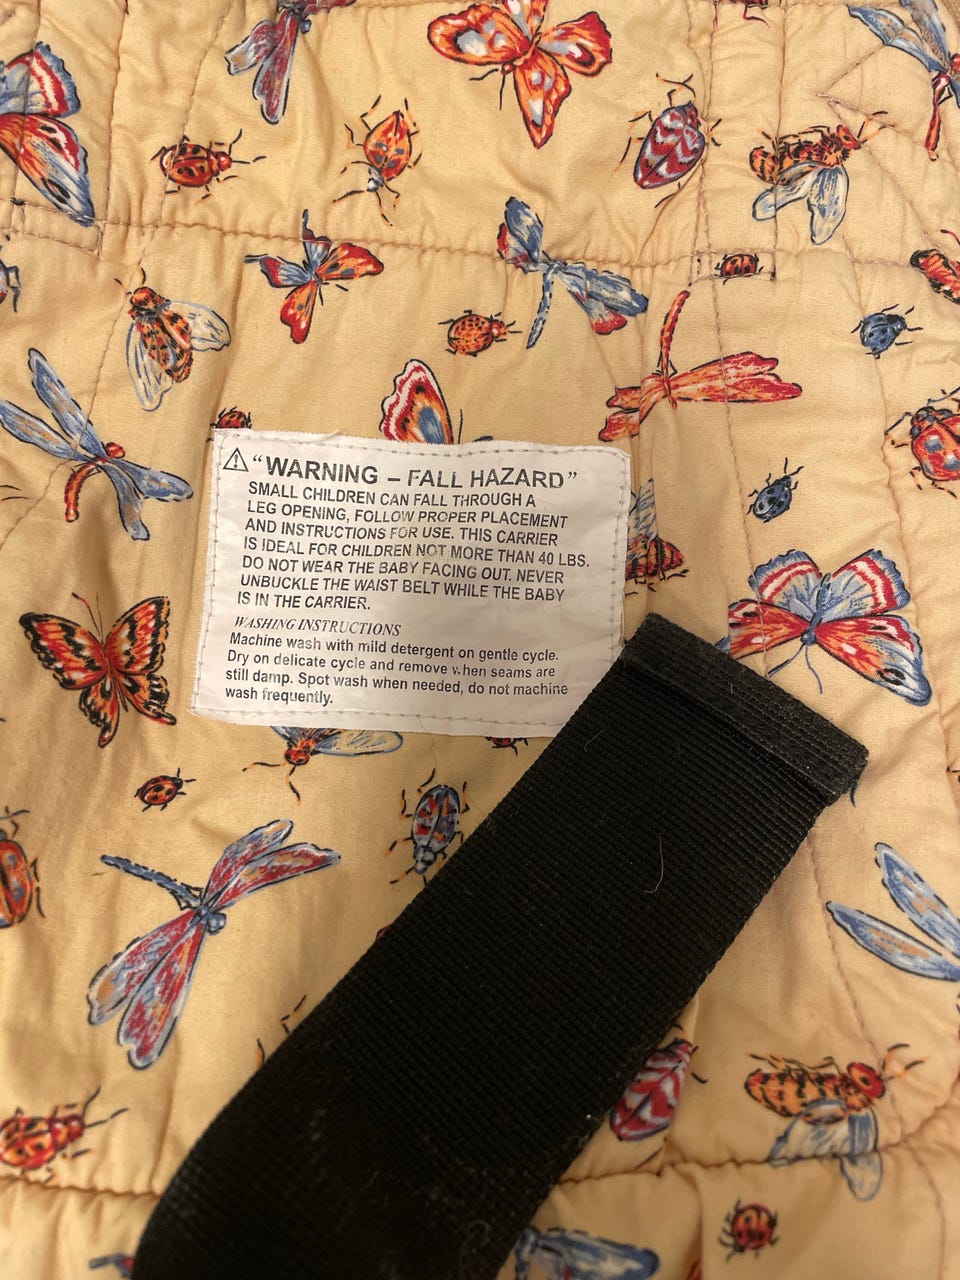 "WARNING – FALL HAZARD"
SMALL CHILDREN CAN FALL THROUGH A
LEG OPENING, FOLLOW PROPER PLACEMENT
AND INSTRUCTIONS FOR USE. THIS CARRIER
IS IDEAL FOR CHILDREN NOT MORE THAN 40 LBS.
DO NOT WEAR THE BABY FACING OUT. NEVER
UNBUCKLE THE WAIST BELT WHILE THE BABY
IS IN THE CARRIER.
WASHING INSTRUCTIONS
Machine wash with mild detergent on gentle cycle.
Dry on delicate cycle and remove when seams are
still damp. Spot wash when needed, do not machine
wash frequently.